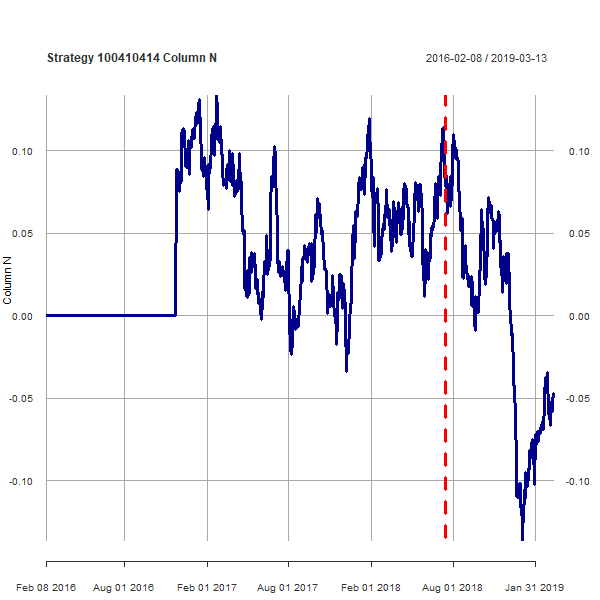 Strategy 100410414 Column N 2016-02-08 / 2019-03-13
0.10 0.10
0.05 0.05
Column N
0.00 0.00
-0.05 -0.05
-0.10 -0.10
Feb 08 2016 Aug 01 2016 Feb 01 2017 Aug 01 2017 Feb 01 2018 Aug 01 2018 Jan 31 2019